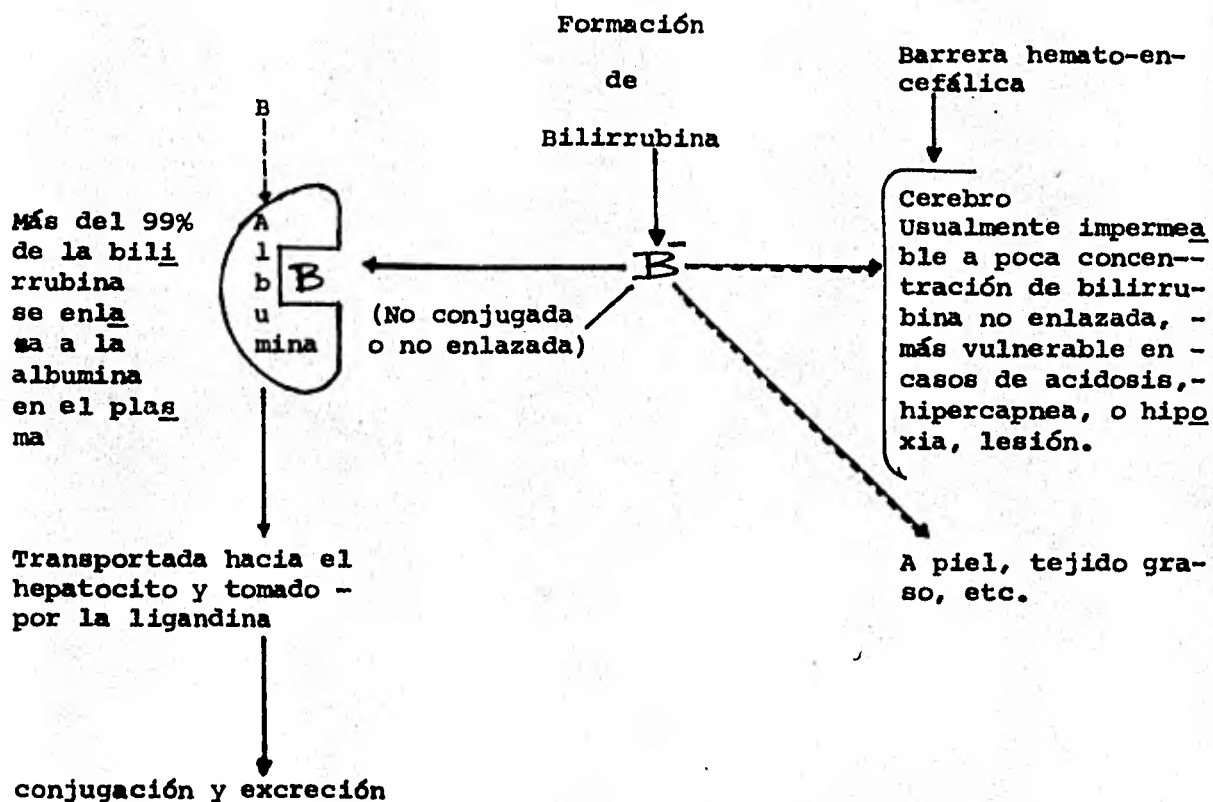 Formación
de
Bilirrubina
Barrera hemato-en-
cefálica
B
Más del 99%
de la bili
rrubina
se enla
sa a la
albumina
en el plas
ma
A
l
b
u
mina
B
B̄
(No conjugada
o no enlazada)
Cerebro
Usualmente impermea
ble a poca concen--
tración de bilirru-
bina no enlazada, -
más vulnerable en -
casos de acidosis,-
hipercapnea, o hipo
xia, lesión.
Transportada hacia el
hepatocito y tomado -
por la ligandina
A piel, tejido gra-
so, etc.
conjugación y excreción